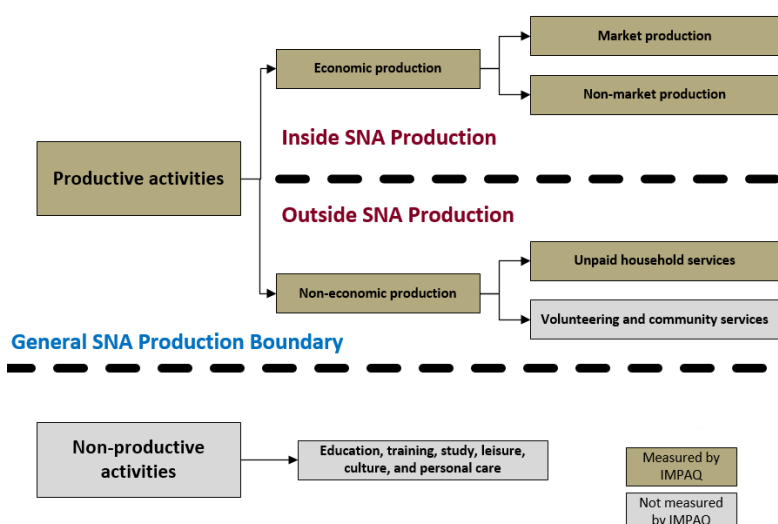 Market production
Economic production
Non-market production
Inside SNA Production
Productive activities
Outside SNA Production
Unpaid household services
Non-economic production
Volunteering and community services
General SNA Production Boundary
Non-productive
activities
Education, training, study, leisure,
culture, and personal care
Measured by
IMPAQ
Not measured
by IMPAQ